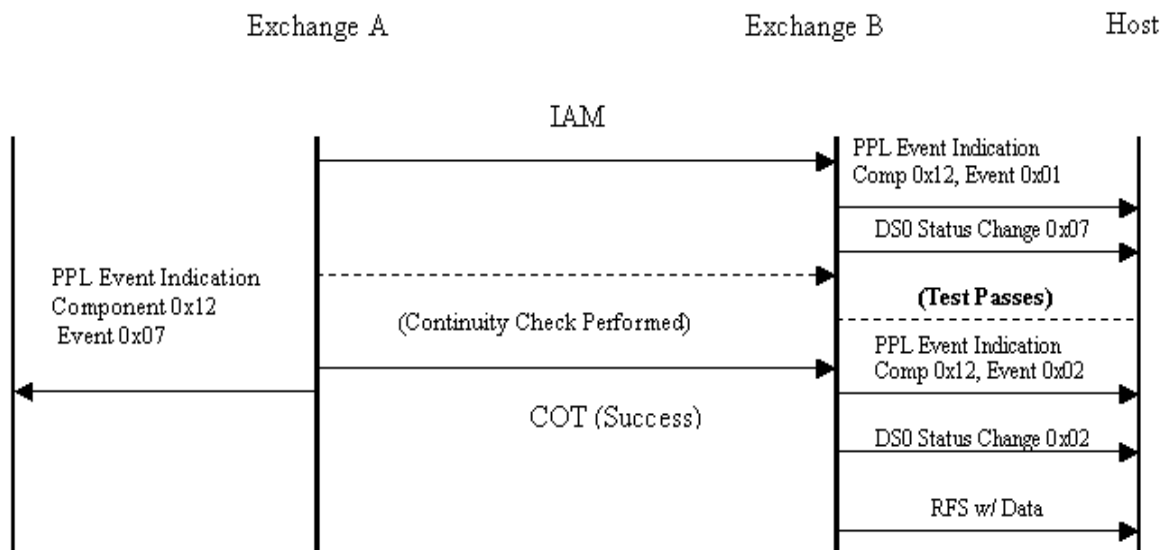 Exchange A
Exchange B
Host
IAM
PPL Event Indication
Comp 0x12, Event 0x01
DS0 Status Change 0x07
PPL Event Indication
Component 0x12
Event 0x07
(Test Passes)
(Continuity Check Performed)
PPL Event Indication
Comp 0x12, Event 0x02
COT (Success)
DS0 Status Change 0x02
RFS w/ Data